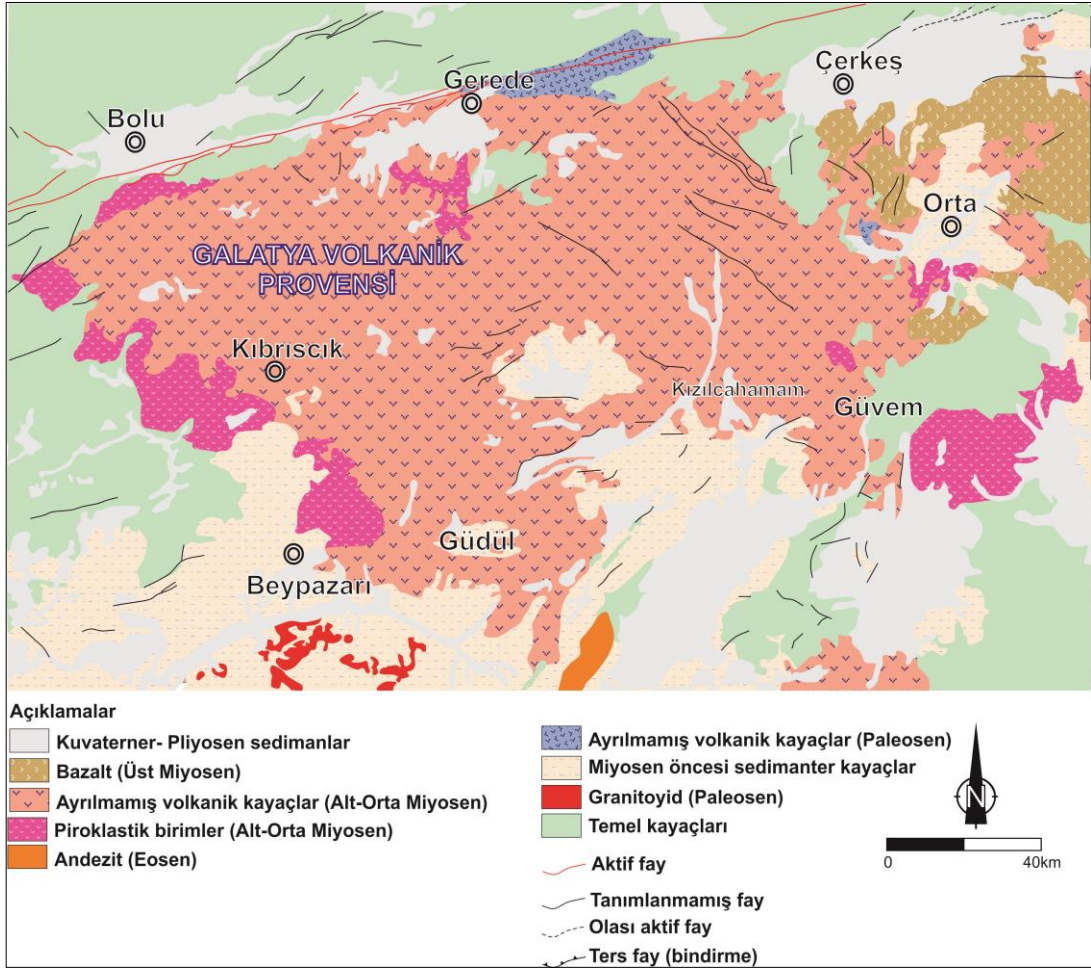 Gerede
Çerkeş
Bolu
Orta
GALATYA VOLKANİK
PROVENSİ
Kıbrıscık
Kızılcahamam
Güvem
Güdül
Beypazarı
Açıklamalar
Kuvaterner- Pliyosen sedimanlar
Bazalt (Üst Miyosen)
Ayrılmamış volkanik kayaçlar (Alt-Orta Miyosen)
Piroklastik birimler (Alt-Orta Miyosen)
Andezit (Eosen)
Ayrılmamış volkanik kayaçlar (Paleosen)
Miyosen öncesi sedimanter kayaçlar
Granitoyid (Paleosen)
Temel kayaçları
Aktif fay
Tanımlanmamış fay
Olası aktif fay
Ters fay (bindirme)
N
0 40km